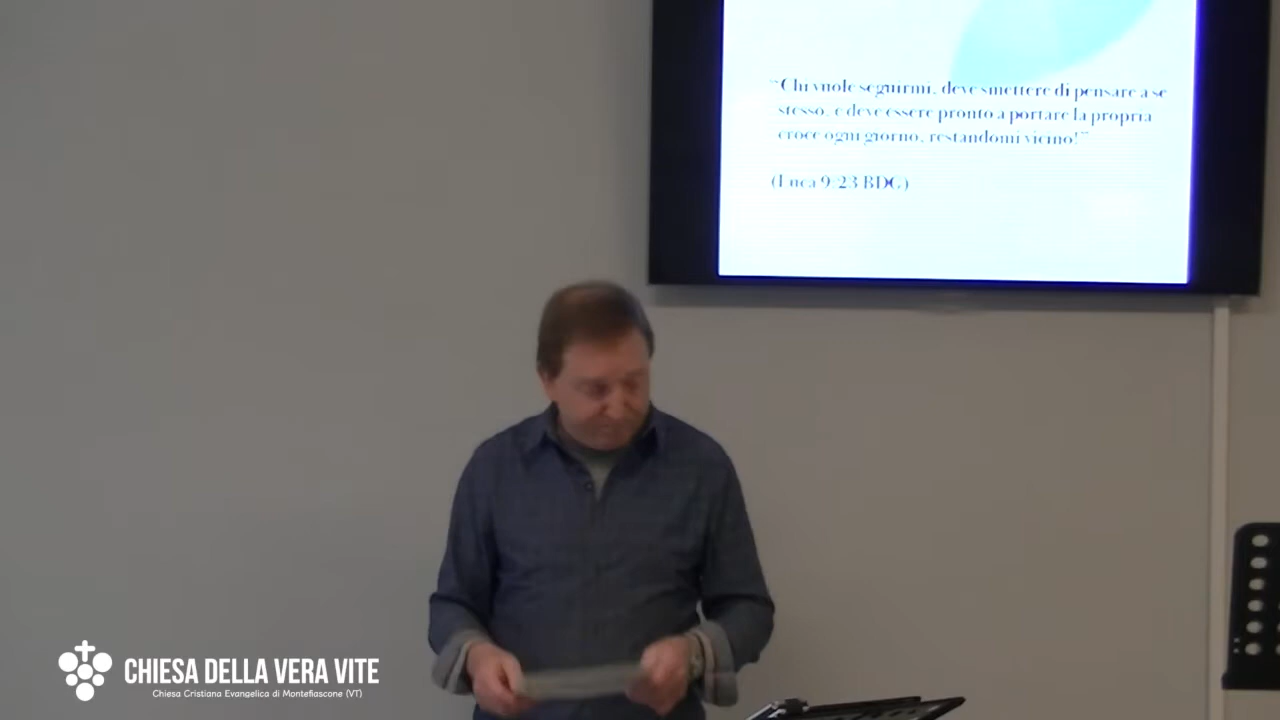 "Chi vuole seguirmi, deve smettere di pensare a se
stesso, e deve essere pronto a portare la propria
croce ogni giorno, restandomi vicino!"
(Luca 9/23 BDG)
CHIESA DELLA VERA VITE
Chiesa Cristiana Evangelica di Montefiascone (VT)